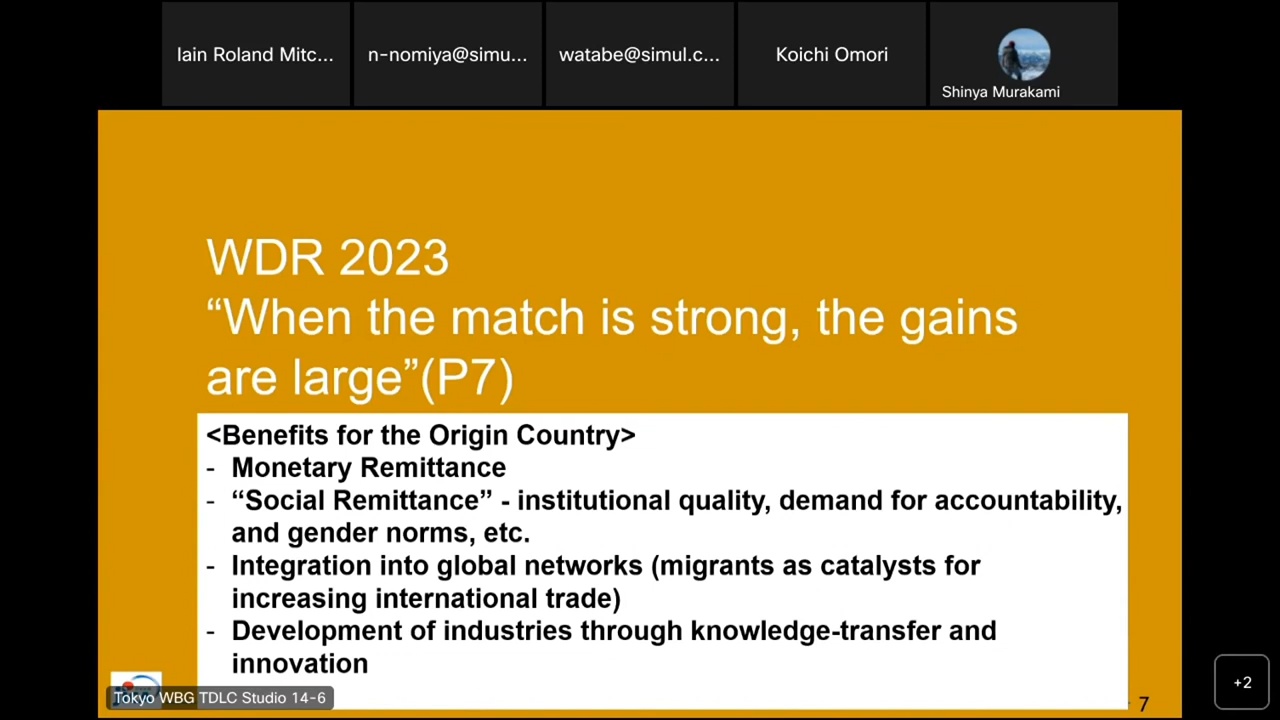 Iain Roland Mitc...
n-nomiya@simu...
watabe@simul.c...
Koichi Omori
Shinya Murakami
WDR 2023
“When the match is strong, the gains
are large”(P7)
<Benefits for the Origin Country>
- Monetary Remittance
- “Social Remittance” - institutional quality, demand for accountability,
and gender norms, etc.
- Integration into global networks (migrants as catalysts for
increasing international trade)
- Development of industries through knowledge-transfer and
innovation
Tokyo WBG TDLC Studio 14-6
7
+2